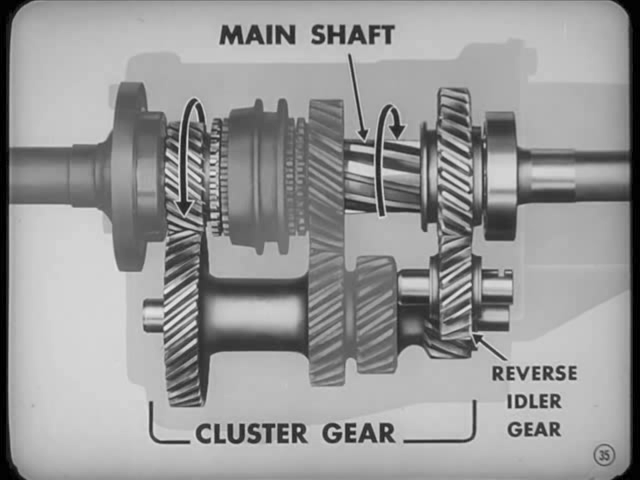 MAIN SHAFT
REVERSE
IDLER
GEAR
CLUSTER GEAR
35